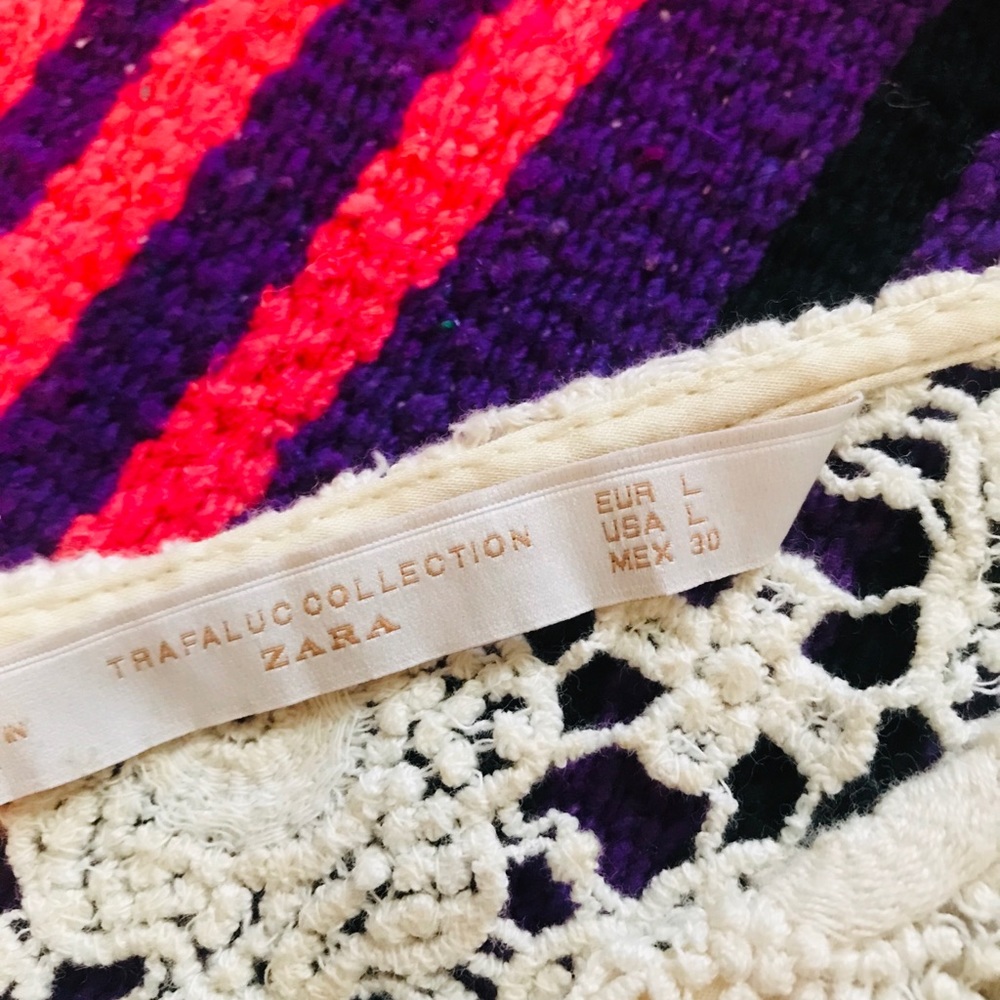 TRAFALUC COLLECTION
ZARA
EUR L
USA L
MEX 30
N